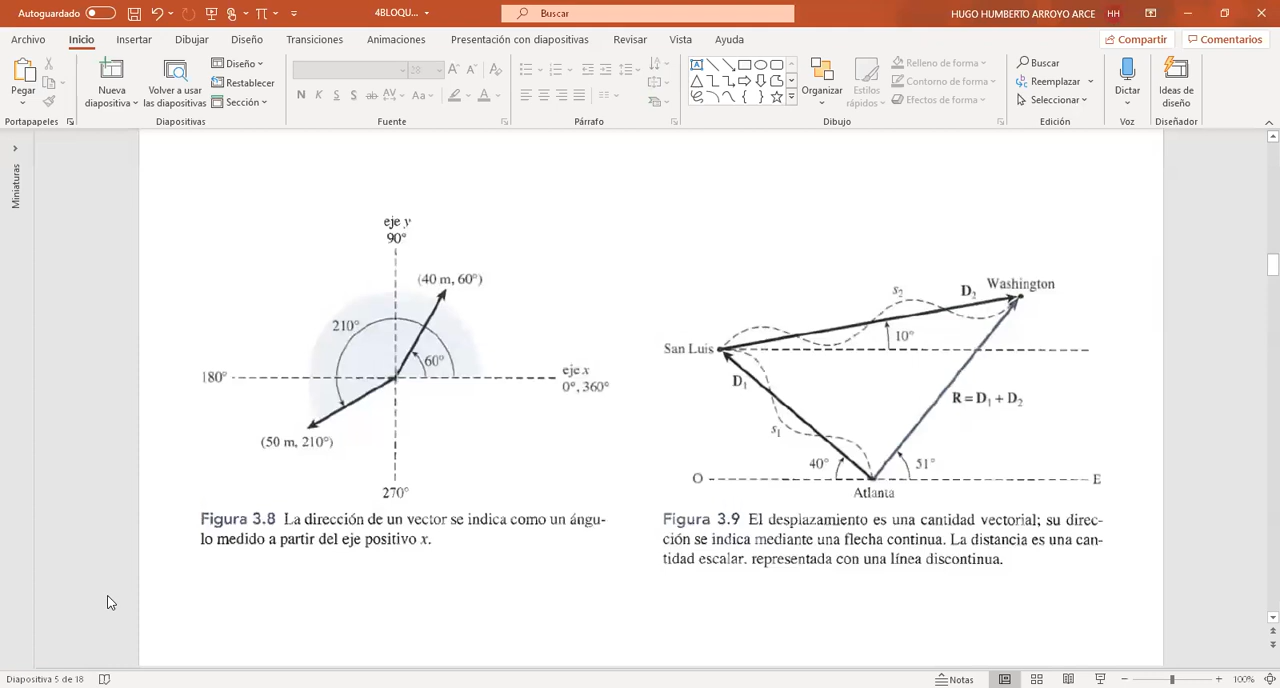 Autoguardado
4BLOQU...
Buscar
HUGO HUMBERTO ARROYO ARCE HH
Archivo Inicio Insertar Dibujar Diseño Transiciones Animaciones Presentación con diapositivas Revisar Vista Ayuda Compartir Comentarios
Pegar
Portapapeles
Nueva diapositiva
Volver a usar las diapositivas
Diseño
Restablecer
Sección
Diapositivas
28
N K S S ab AV Aa A
Fuente
Párrafo
Organizar
Estilos rápidos
Relleno de forma
Contorno de forma
Efectos de forma
Dibujo
Buscar
Reemplazar
Seleccionar
Edición
Dictar
Voz
Ideas de diseño
Diseñador
Miniaturas
eje y
90°
(40 m, 60°)
210°
60°
180°
eje x
0°, 360°
(50 m, 210°)
270°
Figura 3.8 La dirección de un vector se indica como un ángu-
lo medido a partir del eje positivo x.
Washington
D2
s2
10°
San Luis
D1
R = D1 + D2
s1
40°
51°
O
E
Atlanta
Figura 3.9 El desplazamiento es una cantidad vectorial; su direc-
ción se indica mediante una flecha continua. La distancia es una can-
tidad escalar. representada con una línea discontinua.
Diapositiva 5 de 18
Notas
100%